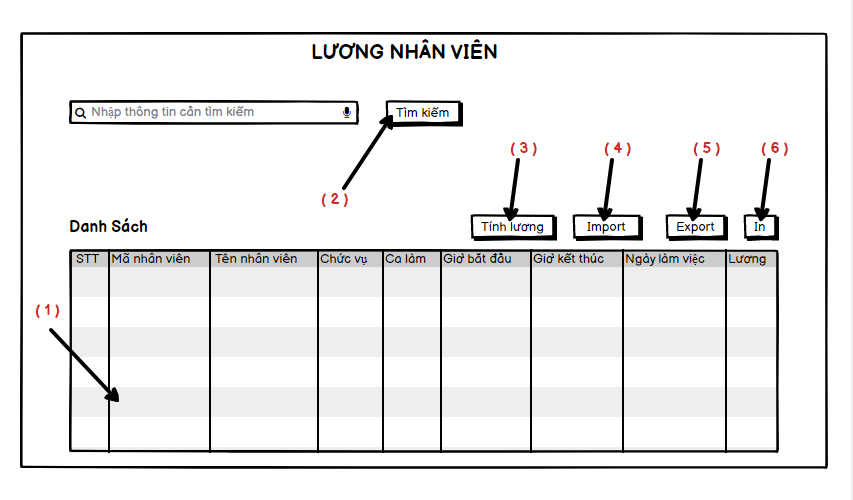 LƯƠNG NHÂN VIÊN
Nhập thông tin cần tìm kiếm
Tìm kiếm
( 3 ) ( 4 ) ( 5 ) ( 6 )
( 2 )
Danh Sách
Tính lương Import Export In
STT Mã nhân viên Tên nhân viên Chức vụ Ca làm Giờ bắt đầu Giờ kết thúc Ngày làm việc Lương
( 1 )